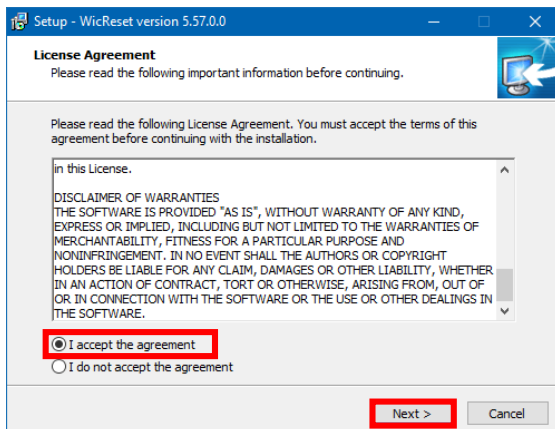 Setup - WicReset version 5.57.0.0
License Agreement
Please read the following important information before continuing.
Please read the following License Agreement. You must accept the terms of this
agreement before continuing with the installation.
in this License.
DISCLAIMER OF WARRANTIES
THE SOFTWARE IS PROVIDED "AS IS", WITHOUT WARRANTY OF ANY KIND,
EXPRESS OR IMPLIED, INCLUDING BUT NOT LIMITED TO THE WARRANTIES OF
MERCHANTABILITY, FITNESS FOR A PARTICULAR PURPOSE AND
NONINFRINGEMENT. IN NO EVENT SHALL THE AUTHORS OR COPYRIGHT
HOLDERS BE LIABLE FOR ANY CLAIM, DAMAGES OR OTHER LIABILITY, WHETHER
IN AN ACTION OF CONTRACT, TORT OR OTHERWISE, ARISING FROM, OUT OF
OR IN CONNECTION WITH THE SOFTWARE OR THE USE OR OTHER DEALINGS IN
THE SOFTWARE.
I accept the agreement
I do not accept the agreement
Next > Cancel